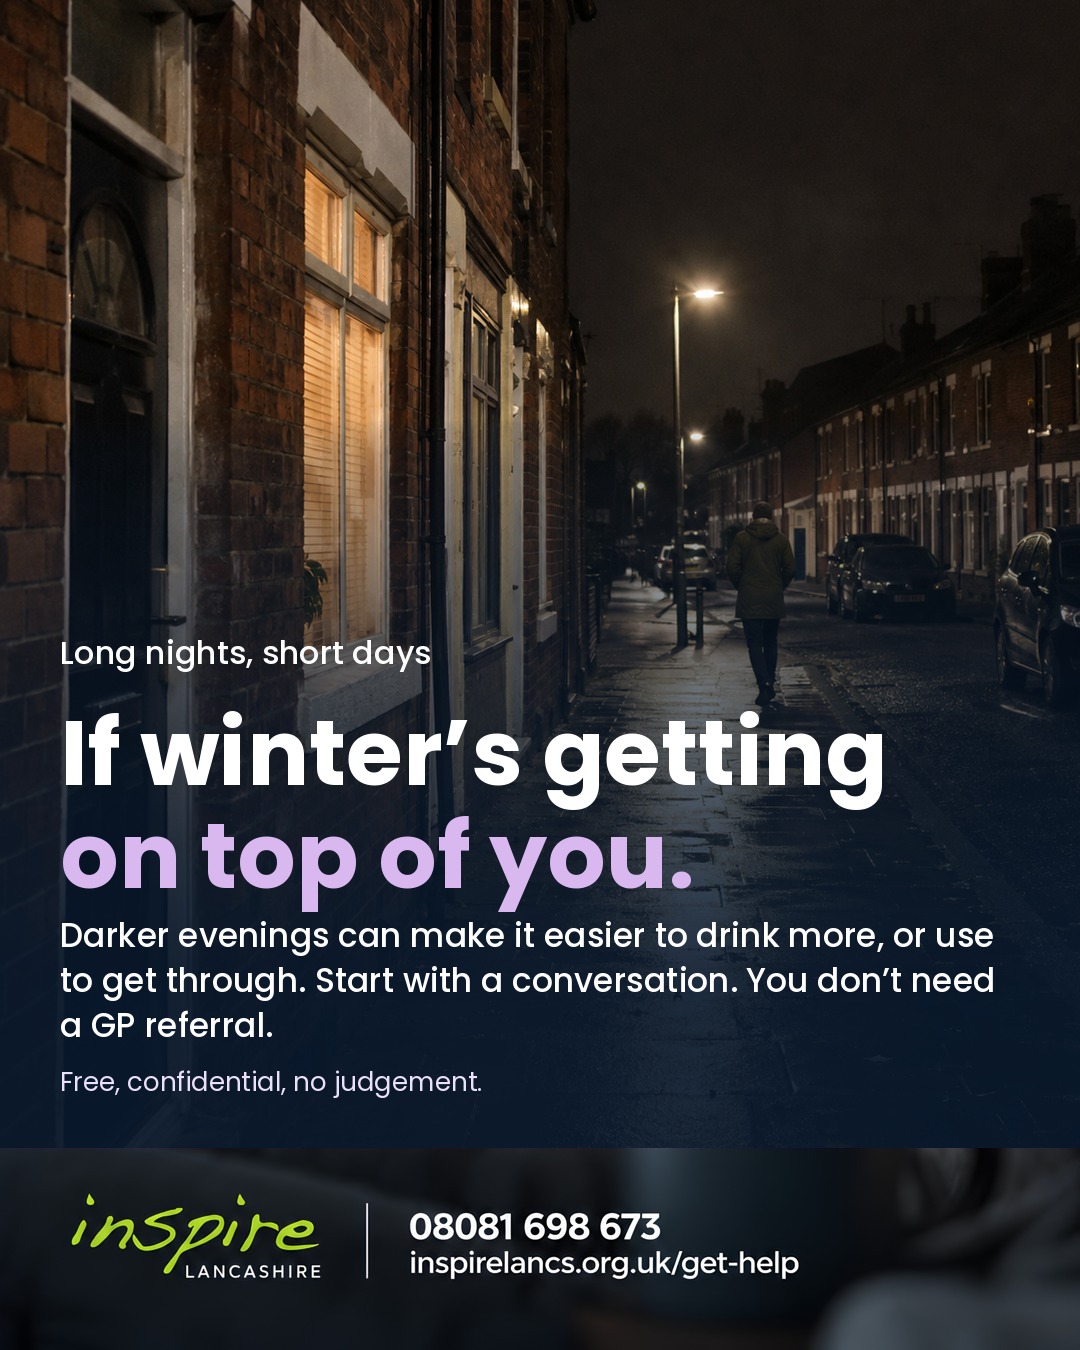 Long nights, short days
If winter’s getting
on top of you.
Darker evenings can make it easier to drink more, or use
to get through. Start with a conversation. You don’t need
a GP referral.
Free, confidential, no judgement.
inspire
LANCASHIRE
08081 698 673
inspirelancs.org.uk/get-help